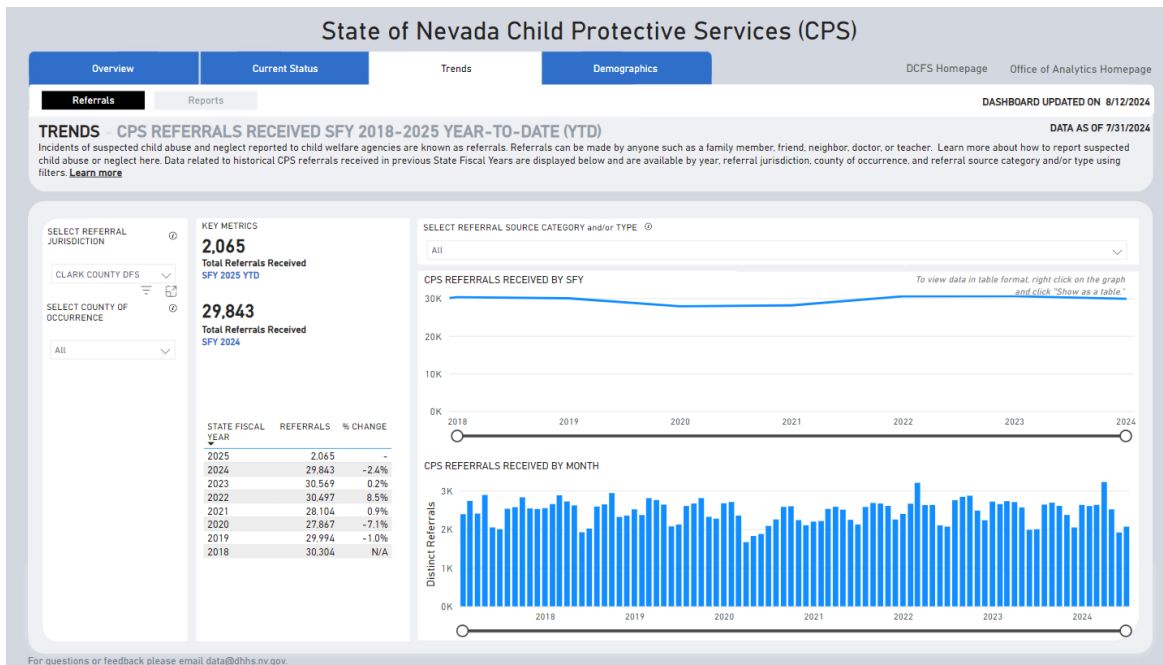 State of Nevada Child Protective Services (CPS)
Overview
Current Status
Trends
Demographics
DCFS Homepage
Office of Analytics Homepage
Referrals
Reports
DASHBOARD UPDATED ON 8/12/2024
TRENDS - CPS REFERRALS RECEIVED SFY 2018-2025 YEAR-TO-DATE (YTD)
DATA AS OF 7/31/2024
Incidents of suspected child abuse and neglect reported to child welfare agencies are known as referrals. Referrals can be made by anyone such as a family member, friend, neighbor, doctor, or teacher. Learn more about how to report suspected
child abuse or neglect here. Data related to historical CPS referrals received in previous State Fiscal Years are displayed below and are available by year, referral jurisdiction, county of occurrence, and referral source category and/or type using
filters. Learn more
SELECT REFERRAL
JURISDICTION
CLARK COUNTY DFS
SELECT COUNTY OF
OCCURRENCE
All
KEY METRICS
2,065
Total Referrals Received
SFY 2025 YTD
29,843
Total Referrals Received
SFY 2024
STATE FISCAL YEAR REFERRALS % CHANGE
2025 2,065 -
2024 29,843 -2.4%
2023 30,569 0.2%
2022 30,497 8.5%
2021 28,104 0.9%
2020 27,867 -7.1%
2019 29,994 -1.0%
2018 30,304 N/A
SELECT REFERRAL SOURCE CATEGORY and/or TYPE
All
CPS REFERRALS RECEIVED BY SFY
To view data in table format, right click on the graph
and click "Show as a table."
30K
20K
10K
0K
2018 2019 2020 2021 2022 2023 2024
CPS REFERRALS RECEIVED BY MONTH
Distinct Referrals
3K
2K
1K
0K
2018 2019 2020 2021 2022 2023 2024
For questions or feedback please email data@dhhs.nv.gov.